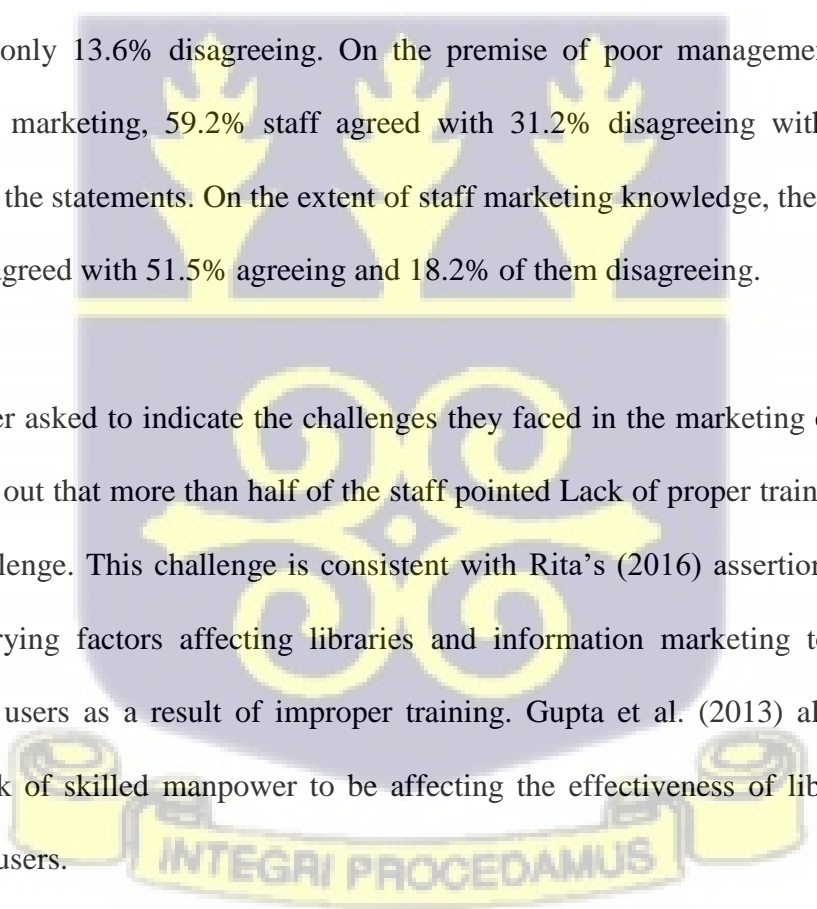 only 13.6% disagreeing. On the premise of poor manageme
marketing, 59.2% staff agreed with 31.2% disagreeing with
the statements. On the extent of staff marketing knowledge, the
greed with 51.5% agreeing and 18.2% of them disagreeing.
er asked to indicate the challenges they faced in the marketing
out that more than half of the staff pointed Lack of proper train
lenge. This challenge is consistent with Rita’s (2016) assertion
rying factors affecting libraries and information marketing t
users as a result of improper training. Gupta et al. (2013) al
k of skilled manpower to be affecting the effectiveness of lib
users.
INTEGRI PROCEDAMUS